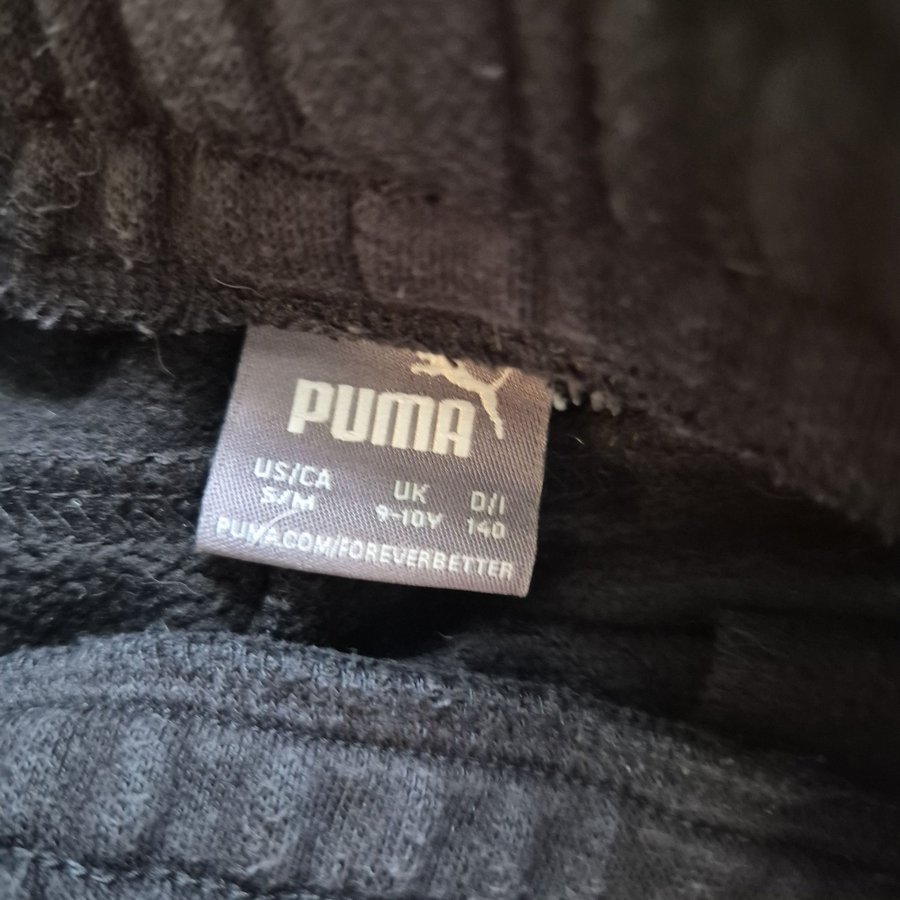 PUMA
US/CA UK D/I
S/M 9-10Y 140
PUMA.COM/FOREVERBETTER